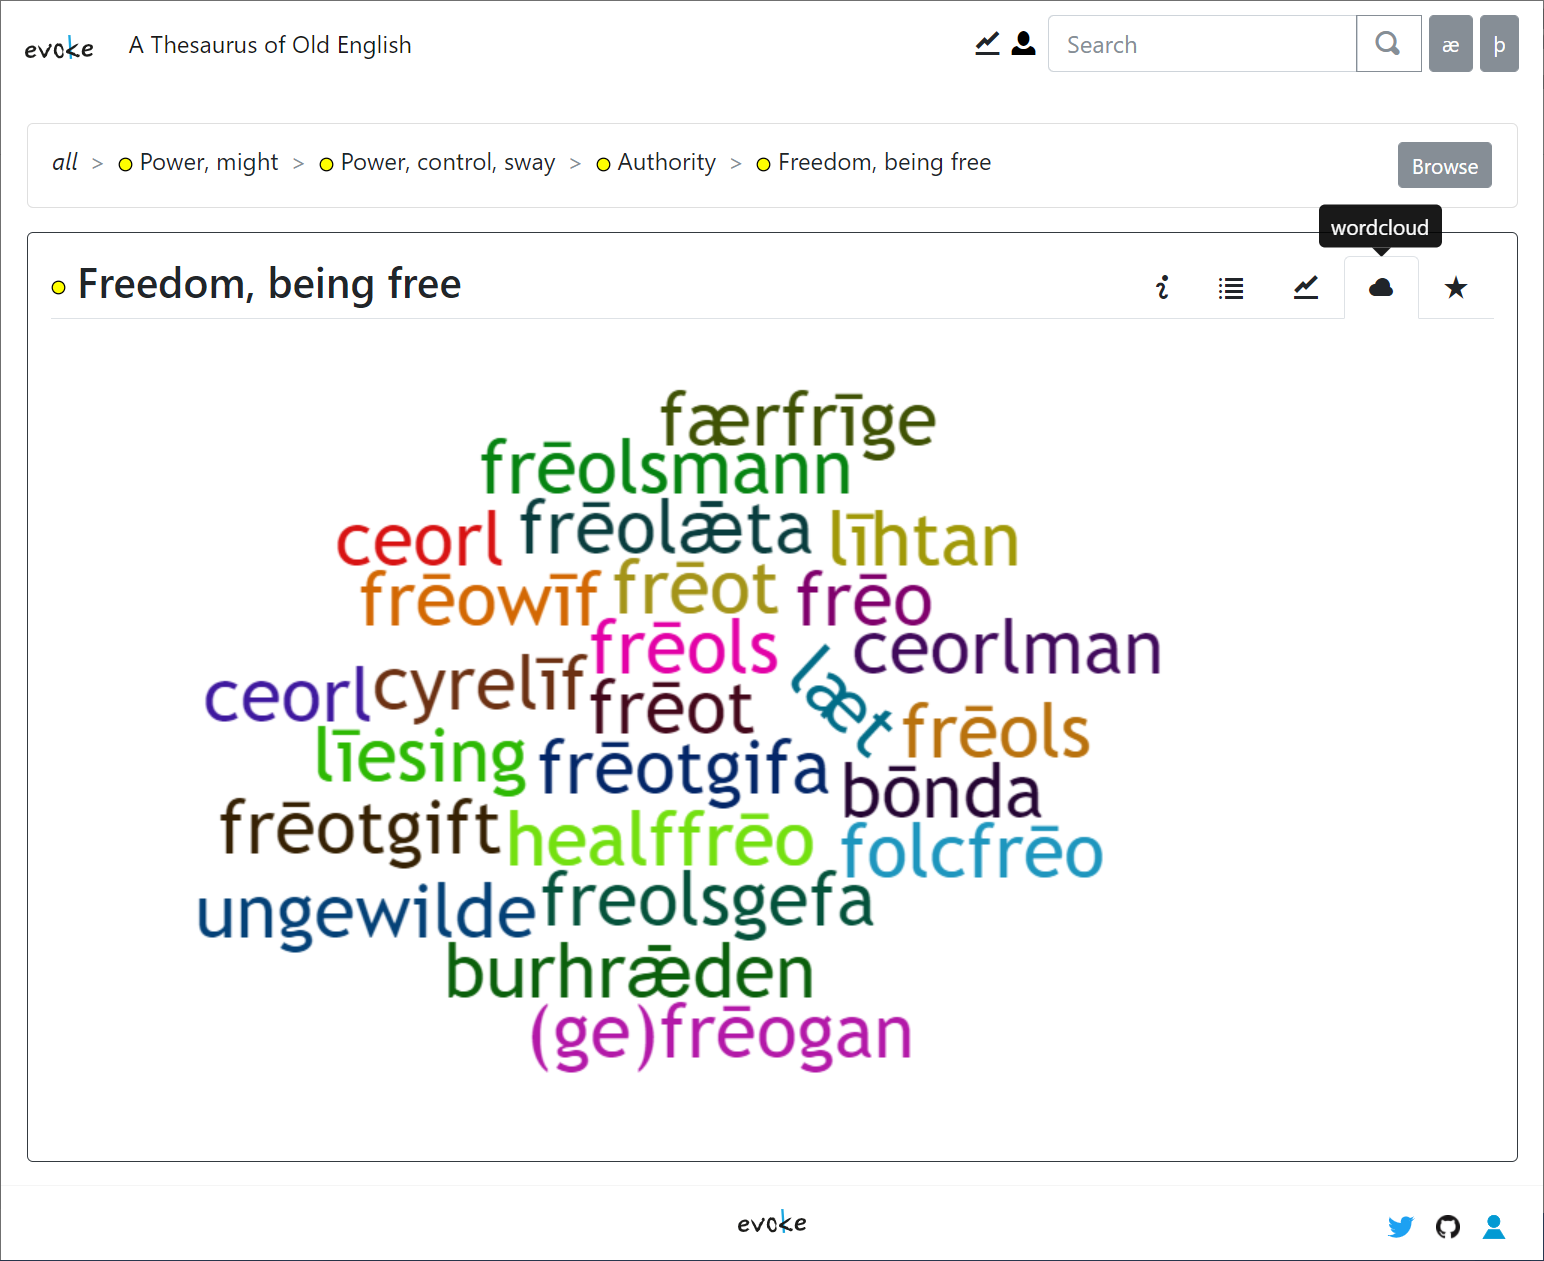 evoke A Thesaurus of Old English Search æ þ
all > Power, might > Power, control, sway > Authority > Freedom, being free Browse
wordcloud
Freedom, being free
færfrīge
frēolsmann
ceorl frēolǣta līhtan
frēowīf frēot frēo
frēols ceorlman
ceorl cyrelīf frēot læt frēols
līesing frēotgifa bōnda
frēotgift healffrēo folcfrēo
ungewilde freolsgefa
burhrǣden
(ge)frēogan
evoke